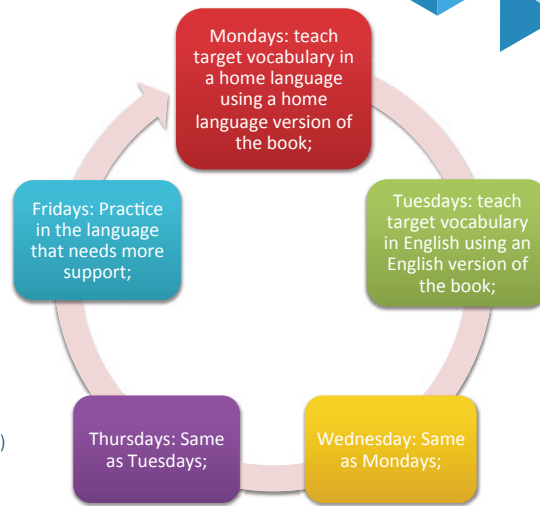 Mondays: teach
target vocabulary in
a home language
using a home
language version of
the book;
Tuesdays: teach
target vocabulary
in English using an
English version of
the book;
Wednesday: Same
as Mondays;
Thursdays: Same
as Tuesdays;
Fridays: Practice
in the language
that needs more
support;
)